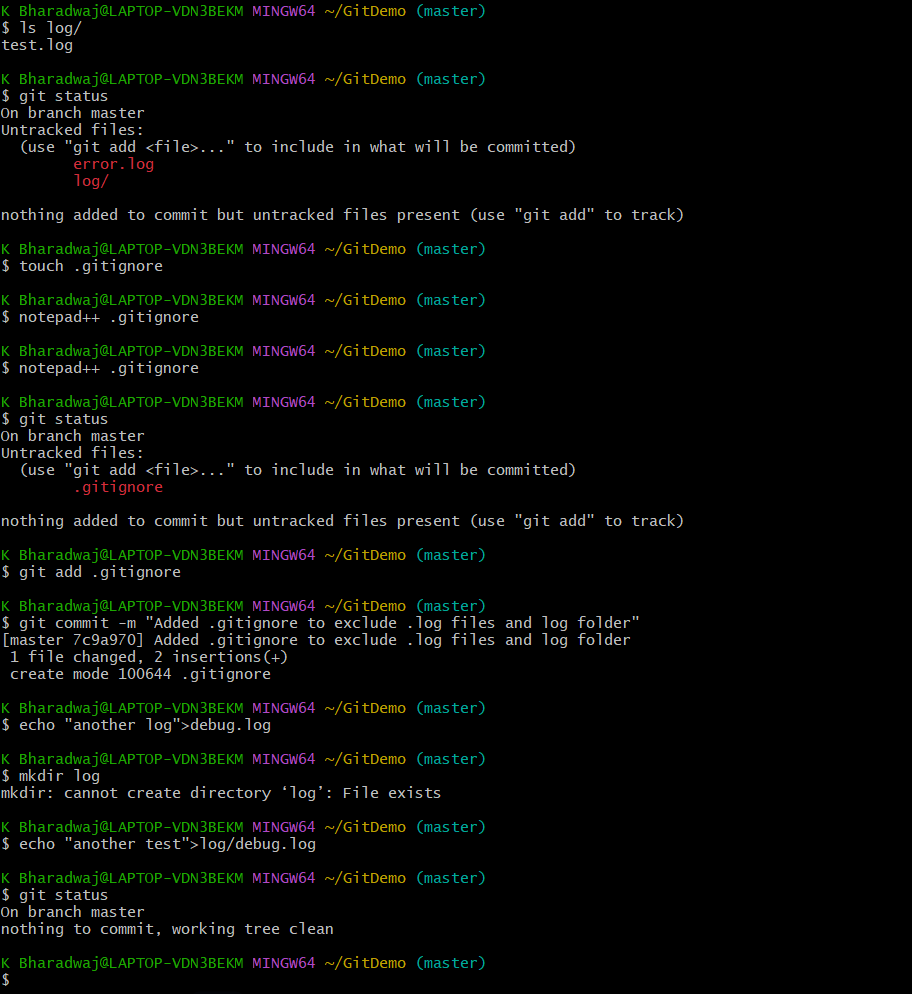 K Bharadwaj@LAPTOP-VDN3BEKM MINGW64 ~/GitDemo (master)
$ ls log/
test.log
K Bharadwaj@LAPTOP-VDN3BEKM MINGW64 ~/GitDemo (master)
$ git status
On branch master
Untracked files:
  (use "git add <file>..." to include in what will be committed)
        error.log
        log/
nothing added to commit but untracked files present (use "git add" to track)
K Bharadwaj@LAPTOP-VDN3BEKM MINGW64 ~/GitDemo (master)
$ touch .gitignore
K Bharadwaj@LAPTOP-VDN3BEKM MINGW64 ~/GitDemo (master)
$ notepad++ .gitignore
K Bharadwaj@LAPTOP-VDN3BEKM MINGW64 ~/GitDemo (master)
$ notepad++ .gitignore
K Bharadwaj@LAPTOP-VDN3BEKM MINGW64 ~/GitDemo (master)
$ git status
On branch master
Untracked files:
  (use "git add <file>..." to include in what will be committed)
        .gitignore
nothing added to commit but untracked files present (use "git add" to track)
K Bharadwaj@LAPTOP-VDN3BEKM MINGW64 ~/GitDemo (master)
$ git add .gitignore
K Bharadwaj@LAPTOP-VDN3BEKM MINGW64 ~/GitDemo (master)
$ git commit -m "Added .gitignore to exclude .log files and log folder"
[master 7c9a970] Added .gitignore to exclude .log files and log folder
 1 file changed, 2 insertions(+)
 create mode 100644 .gitignore
K Bharadwaj@LAPTOP-VDN3BEKM MINGW64 ~/GitDemo (master)
$ echo "another log">debug.log
K Bharadwaj@LAPTOP-VDN3BEKM MINGW64 ~/GitDemo (master)
$ mkdir log
mkdir: cannot create directory ‘log’: File exists
K Bharadwaj@LAPTOP-VDN3BEKM MINGW64 ~/GitDemo (master)
$ echo "another test">log/debug.log
K Bharadwaj@LAPTOP-VDN3BEKM MINGW64 ~/GitDemo (master)
$ git status
On branch master
nothing to commit, working tree clean
K Bharadwaj@LAPTOP-VDN3BEKM MINGW64 ~/GitDemo (master)
$